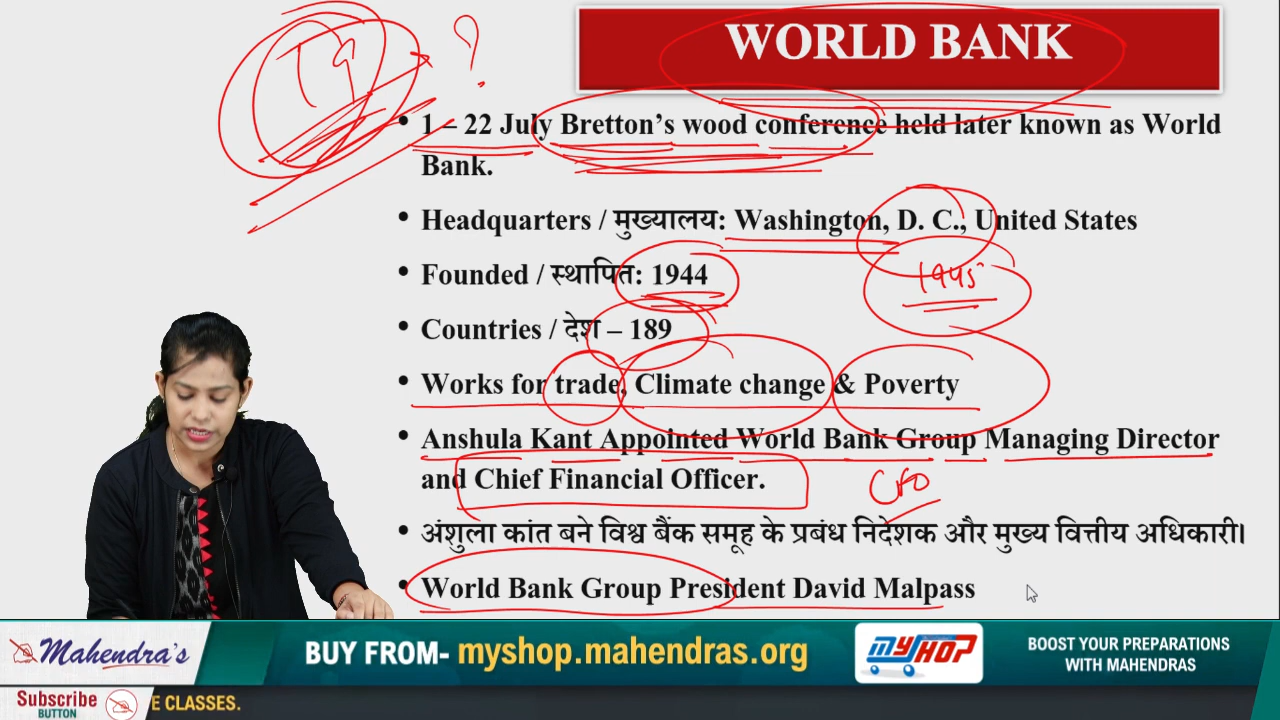 WORLD BANK
19 ?
• 1 – 22 July Bretton’s wood conference held later known as World
Bank.
• Headquarters / मुख्यालय: Washington, D. C., United States
• Founded / स्थापित: 1944
1945
• Countries / देश – 189
• Works for trade, Climate change & Poverty
• Anshula Kant Appointed World Bank Group Managing Director
and Chief Financial Officer.
CFO
• अंशुला कांत बने विश्व बैंक समूह के प्रबंध निदेशक और मुख्य वित्तीय अधिकारी।
• World Bank Group President David Malpass
Mahendra's
BUY FROM- myshop.mahendras.org
myshop
BOOST YOUR PREPARATIONS
WITH MAHENDRAS
Subscribe
BUTTON
E CLASSES.